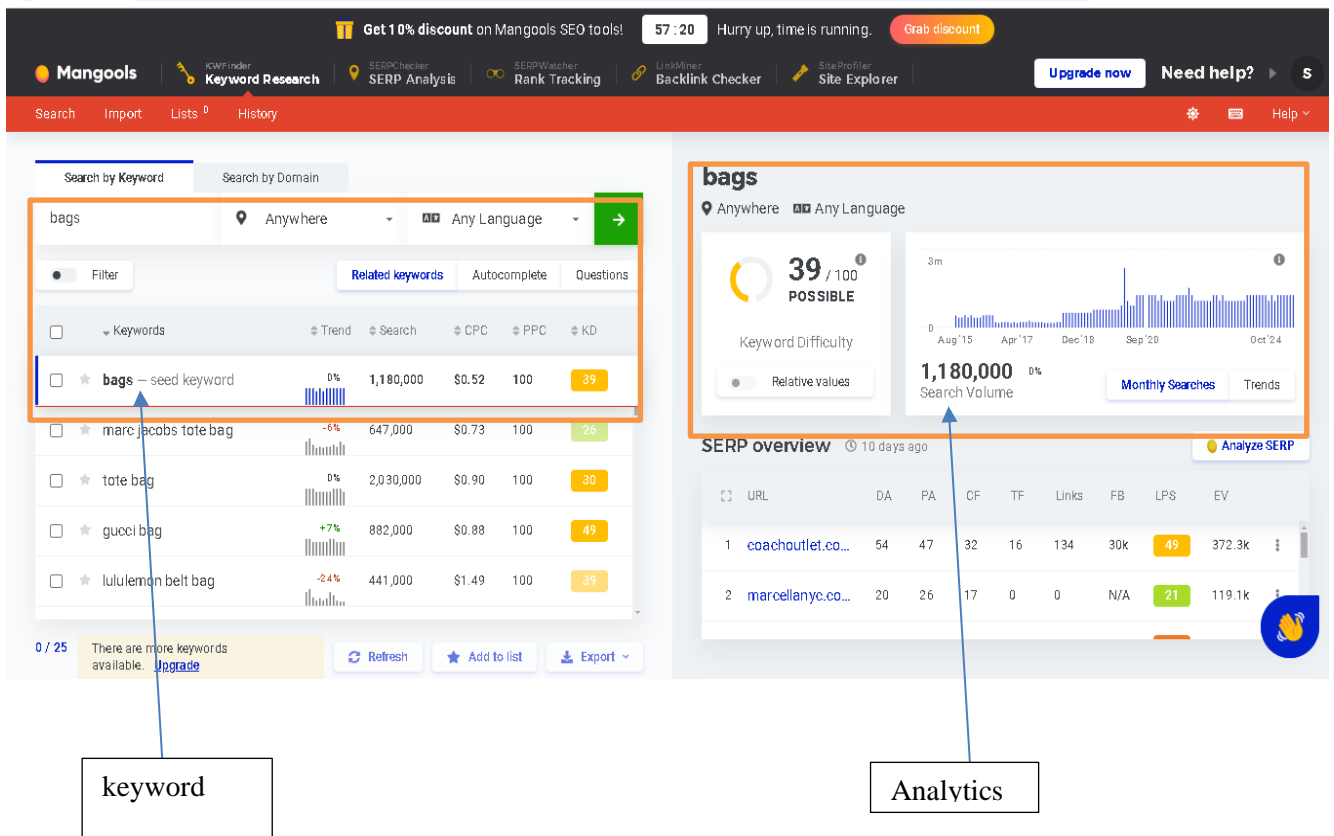 Get 10% discount on Mangools SEO tools! 57 : 20 Hurry up, time is running. Grab discount
Mangools
KWFinder
Keyword Research
SERPChecker
SERP Analysis
SERPWatcher
Rank Tracking
LinkMiner
Backlink Checker
SiteProfiler
Site Explorer
Upgrade now Need help? S
Search Import Lists 0 History Help
Search by Keyword Search by Domain
bags Anywhere Any Language
Filter Related keywords Autocomplete Questions
Keywords Trend Search CPC PPC KD
bags – seed keyword 0% 1,180,000 $0.52 100 39
marc jacobs tote bag -6% 647,000 $0.73 100 26
tote bag 0% 2,030,000 $0.90 100 30
gucci bag +7% 882,000 $0.88 100 49
lululemon belt bag -24% 441,000 $1.49 100 39
0 / 25 There are more keywords
available. Upgrade
Refresh Add to list Export
bags
Anywhere Any Language
39 / 100
POSSIBLE
Keyword Difficulty
Relative values
3m
0
Aug'15 Apr'17 Dec'18 Sep'20 Oct'24
1,180,000 0%
Search Volume
Monthly Searches Trends
SERP overview 10 days ago Analyze SERP
URL DA PA CF TF Links FB LPS EV
1 coachoutlet.co... 54 47 32 16 134 30k 49 372.3k
2 marcellanyc.co... 20 26 17 0 0 N/A 21 119.1k
keyword
Analytics